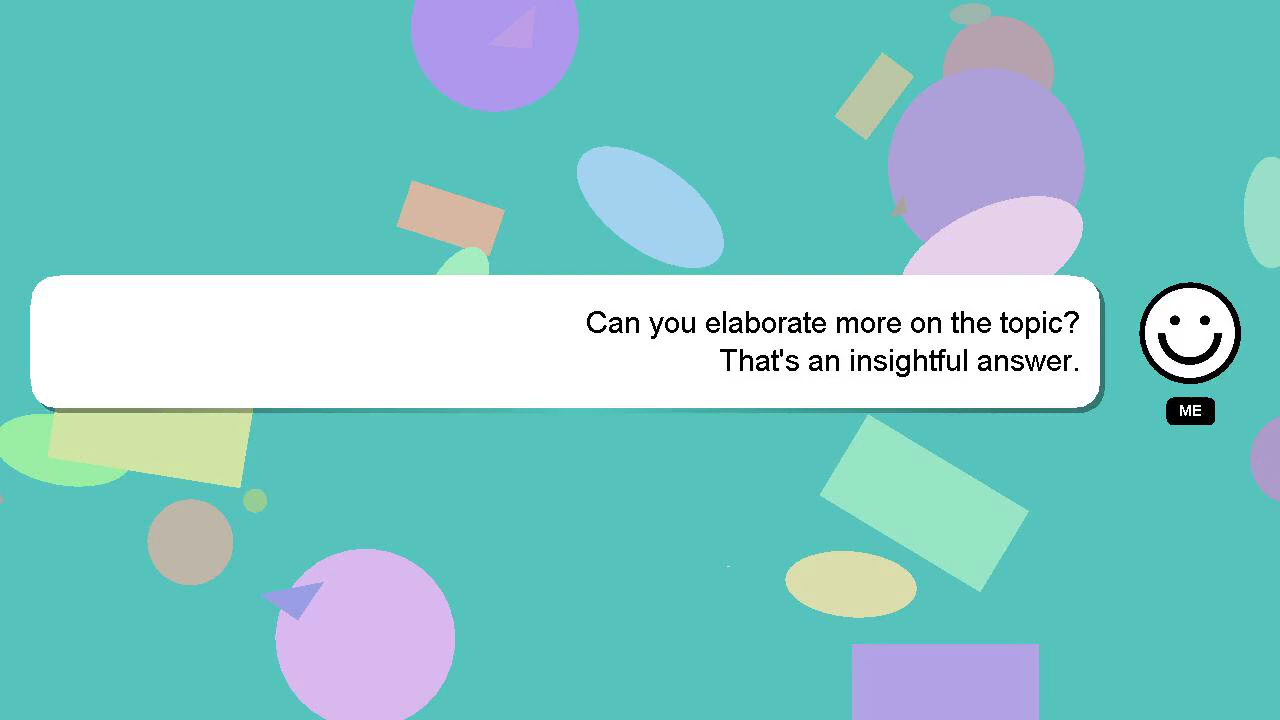 Can you elaborate more on the topic?
That's an insightful answer.
ME